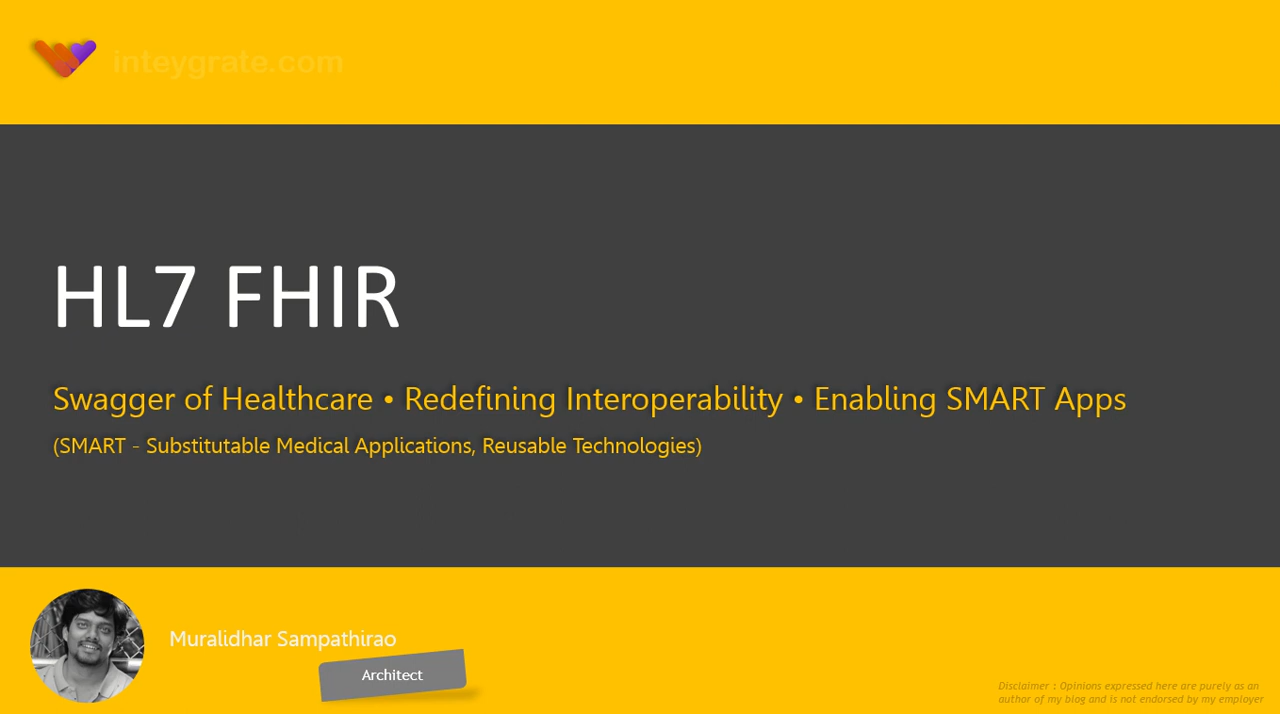 inteygrate.com
HL7 FHIR
Swagger of Healthcare • Redefining Interoperability • Enabling SMART Apps
(SMART - Substitutable Medical Applications, Reusable Technologies)
Muralidhar Sampathirao
Architect
Disclaimer : Opinions expressed here are purely as an
author of my blog and is not endorsed by my employer